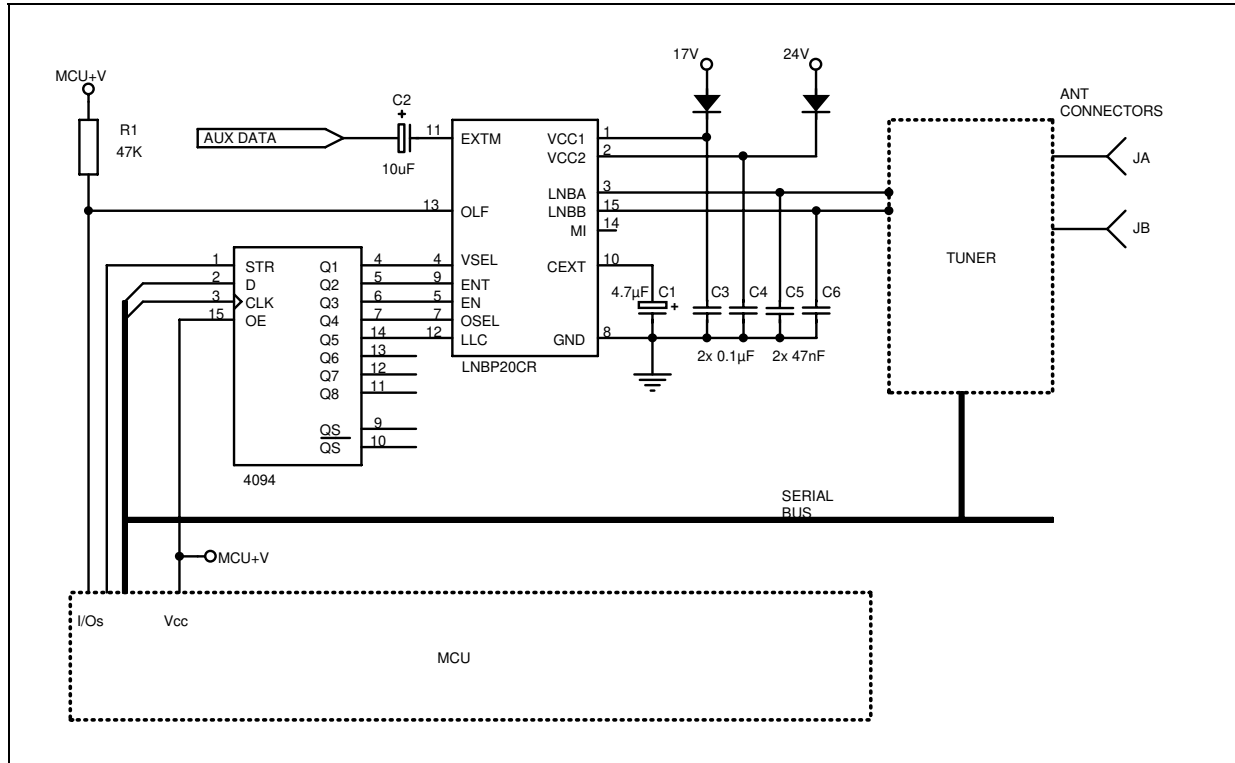 17V
24V
MCU+V
C2
+
ANT
CONNECTORS
R1
47K
AUX DATA
10uF
11
EXTM
VCC1
1
VCC2
2
JA
13
OLF
LNBA
3
LNBB
15
MI
14
JB
TUNER
1
STR
Q1
4
4
VSEL
CEXT
10
2
D
Q2
5
9
ENT
3
CLK
Q3
6
5
EN
4.7µF
C1
+
C3
C4
C5
C6
15
OE
Q4
7
7
OSEL
Q5
14
12
LLC
GND
8
Q6
13
Q7
12
Q8
11
LNBP20CR
2x 0.1µF
2x 47nF
QS
9
QS
10
4094
SERIAL
BUS
MCU+V
I/Os
Vcc
MCU